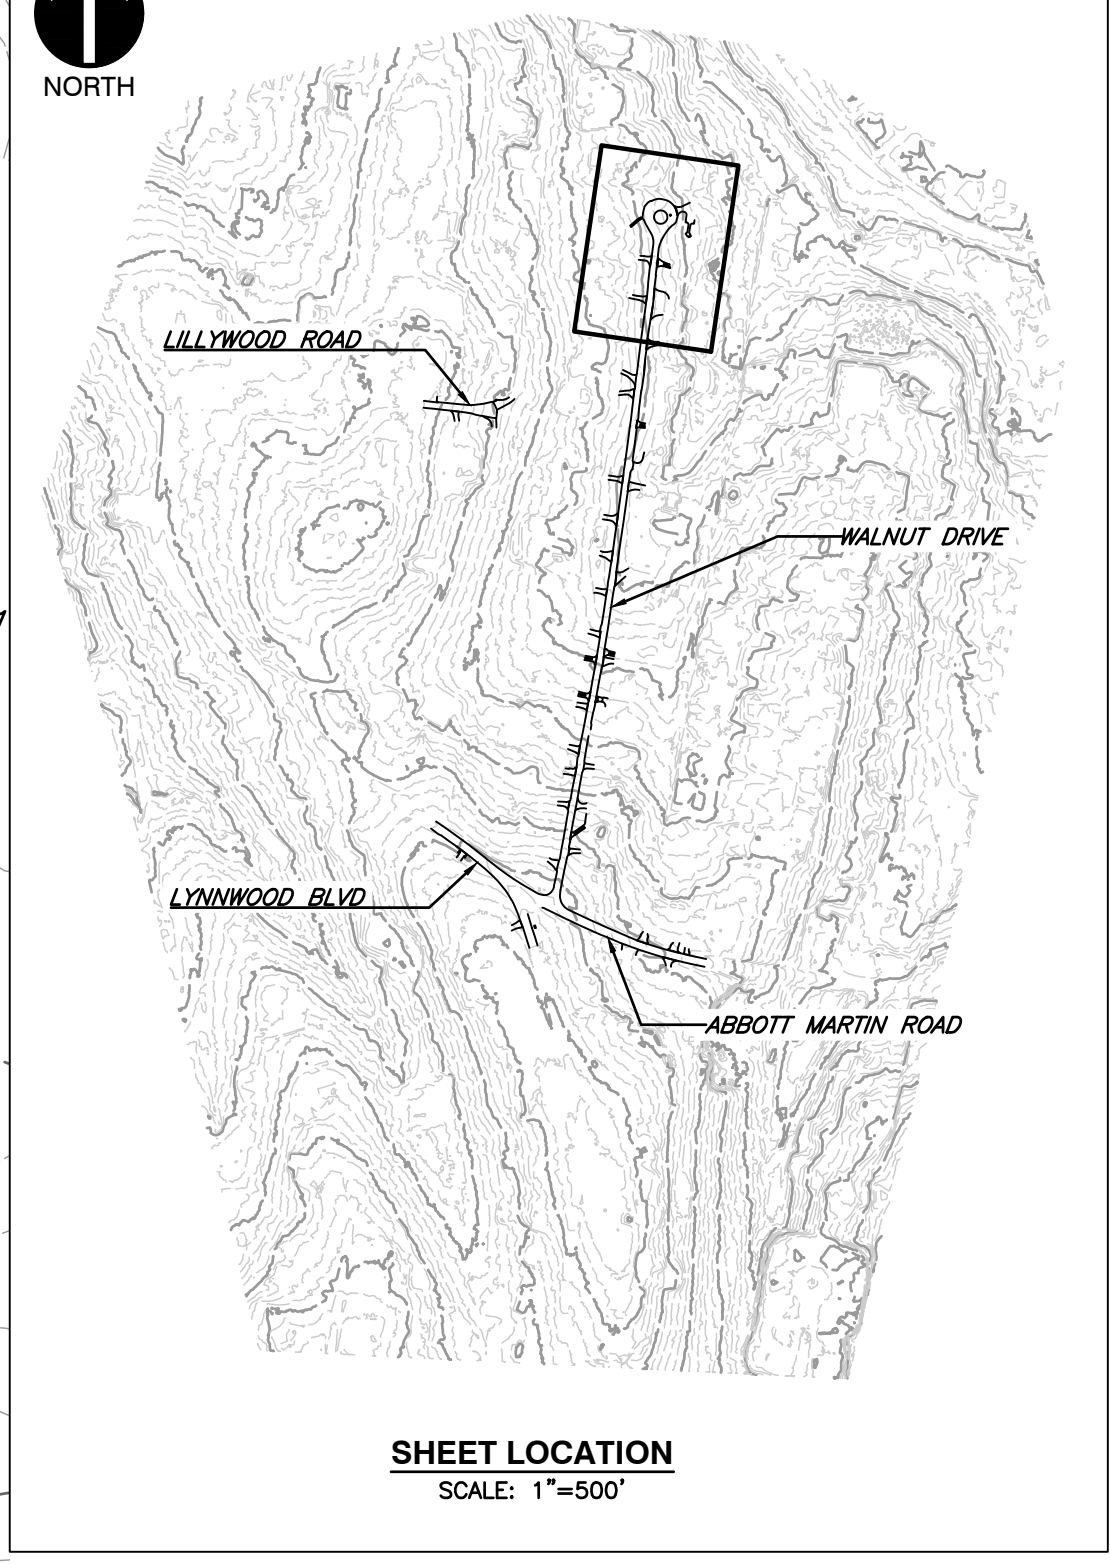 NORTH
LILLYWOOD ROAD
WALNUT DRIVE
LYNNWOOD BLVD
ABBOTT MARTIN ROAD
SHEET LOCATION
SCALE: 1"=500'